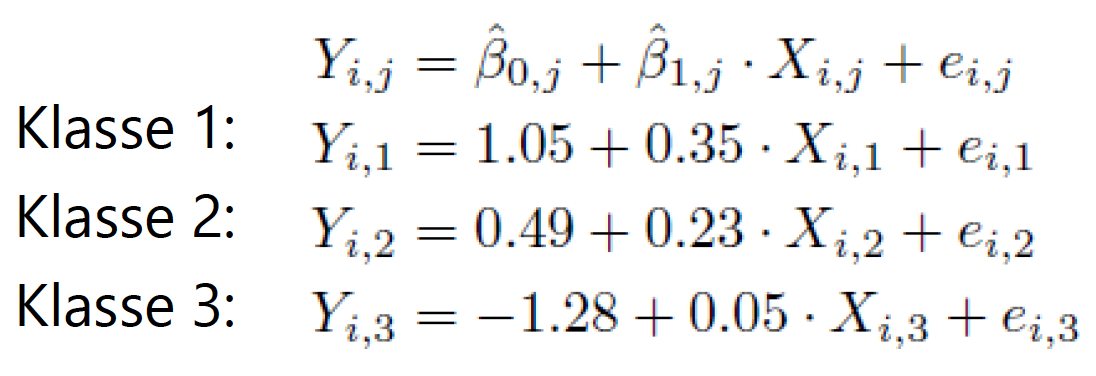 Y_{i,j} = β̂_{0,j} + β̂_{1,j} · X_{i,j} + e_{i,j}
Klasse 1: Y_{i,1} = 1.05 + 0.35 · X_{i,1} + e_{i,1}
Klasse 2: Y_{i,2} = 0.49 + 0.23 · X_{i,2} + e_{i,2}
Klasse 3: Y_{i,3} = −1.28 + 0.05 · X_{i,3} + e_{i,3}